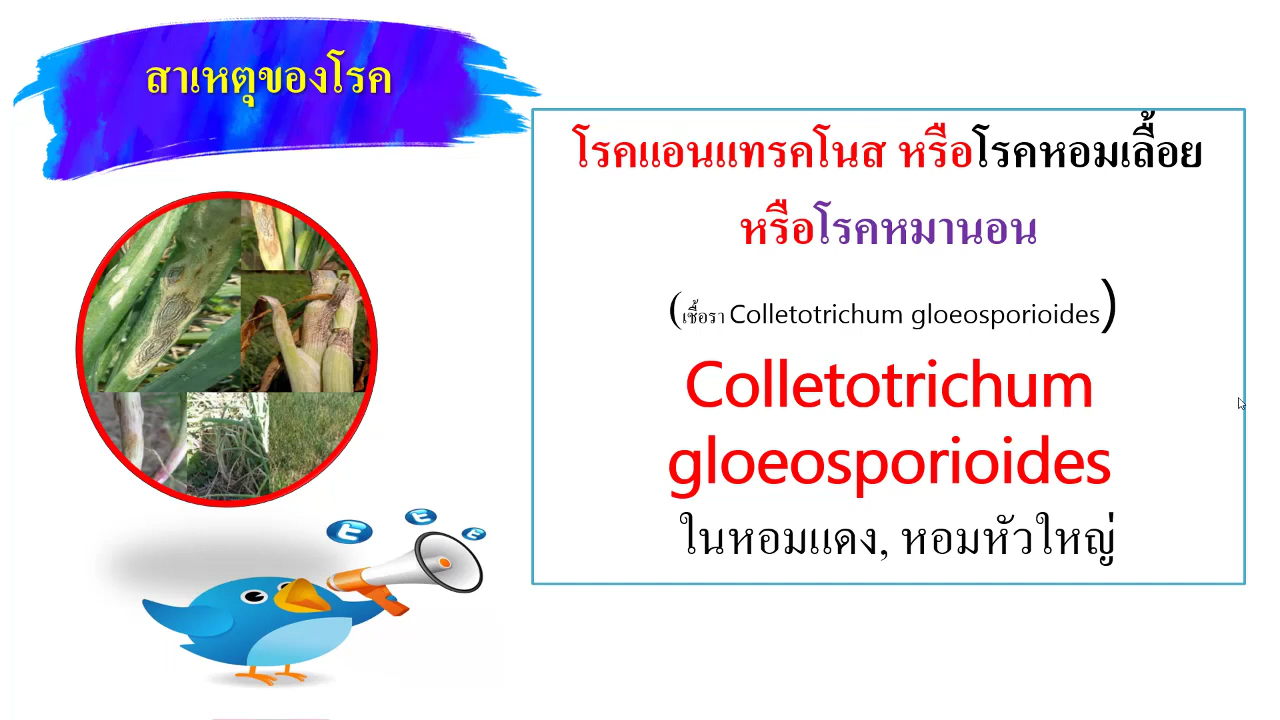 สาเหตุของโรค
โรคแอนแทรคโนส หรือโรคหอมเลื้อย
หรือโรคหมานอน
(เชื้อรา Colletotrichum gloeosporioides)
Colletotrichum
gloeosporioides
ในหอมแดง, หอมหัวใหญ่